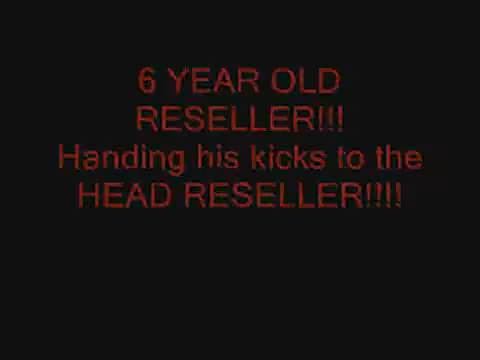 6 YEAR OLD
RESELLER!!!
Handing his kicks to the
HEAD RESELLER!!!!